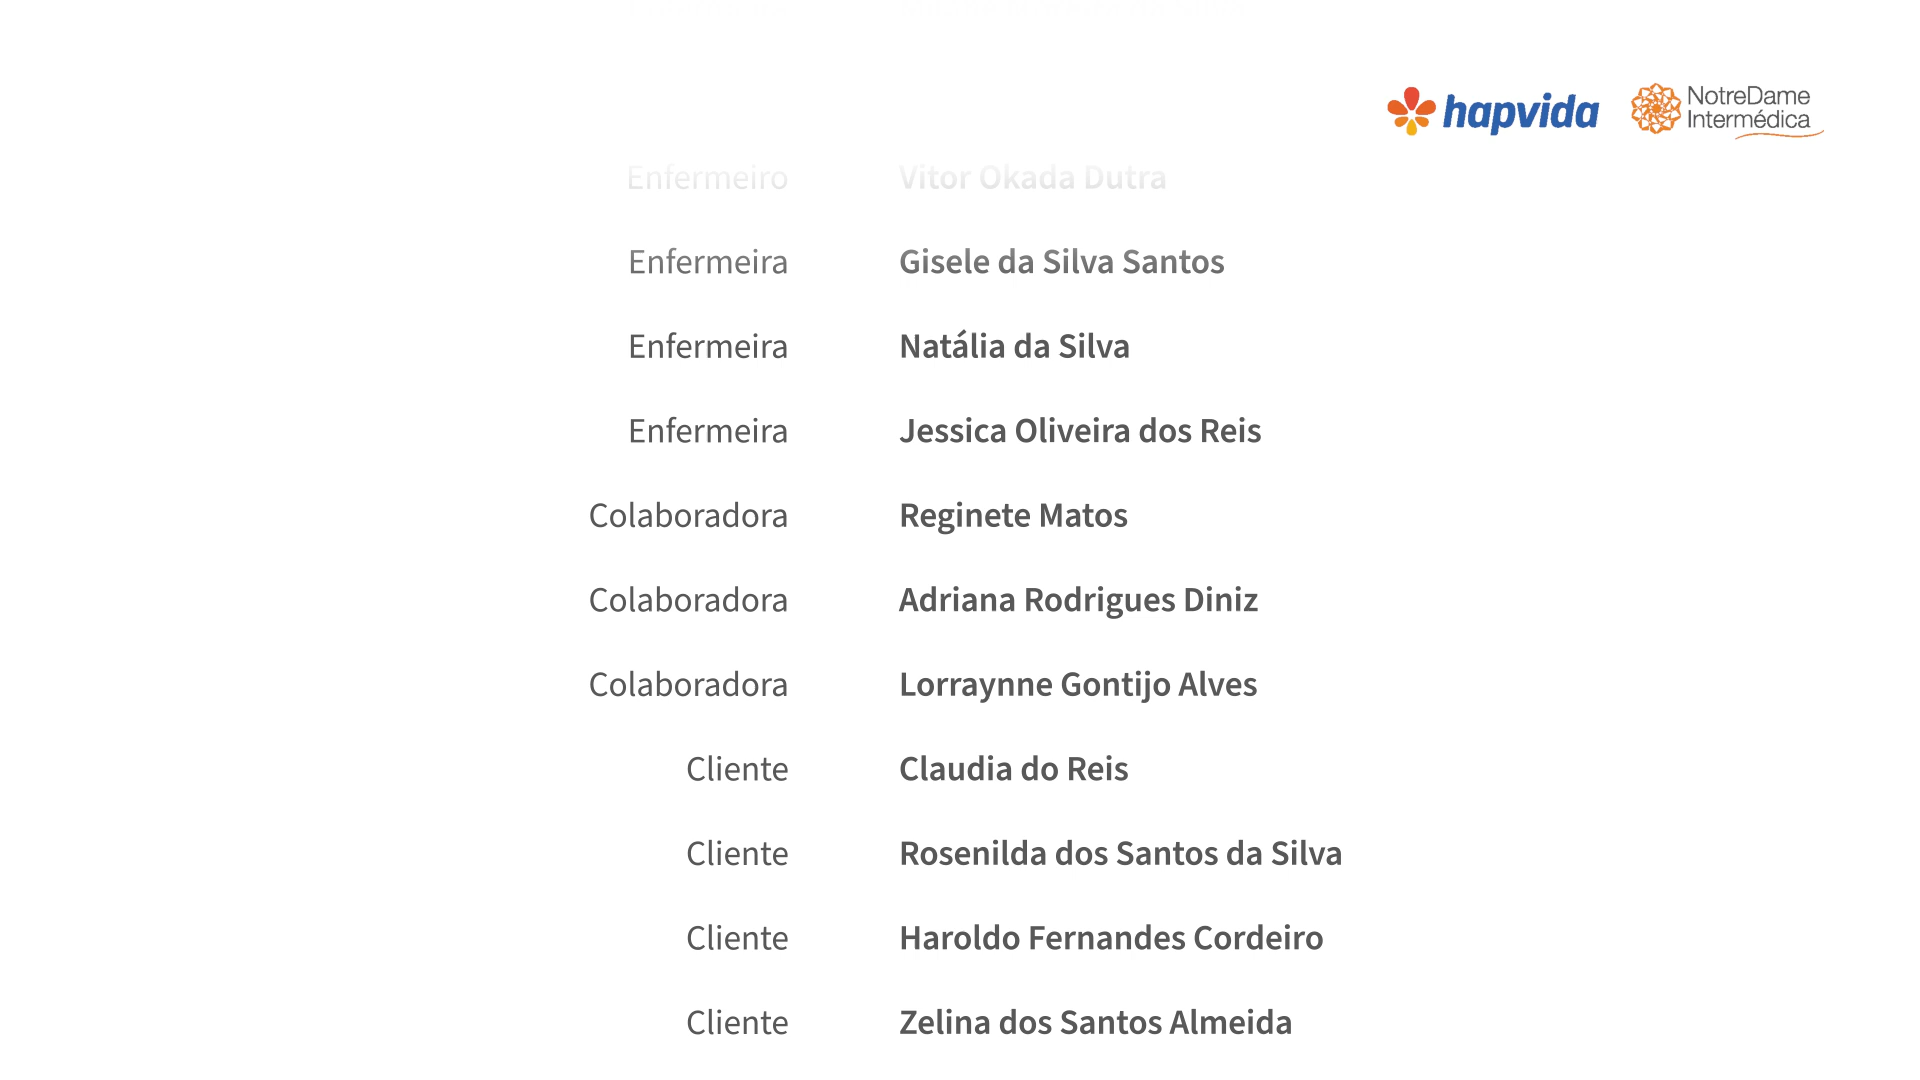 hapvida NotreDame
Intermédica
Enfermeiro Vitor Okada Dutra
Enfermeira Gisele da Silva Santos
Enfermeira Natália da Silva
Enfermeira Jessica Oliveira dos Reis
Colaboradora Reginete Matos
Colaboradora Adriana Rodrigues Diniz
Colaboradora Lorraynne Gontijo Alves
Cliente Claudia do Reis
Cliente Rosenilda dos Santos da Silva
Cliente Haroldo Fernandes Cordeiro
Cliente Zelina dos Santos Almeida